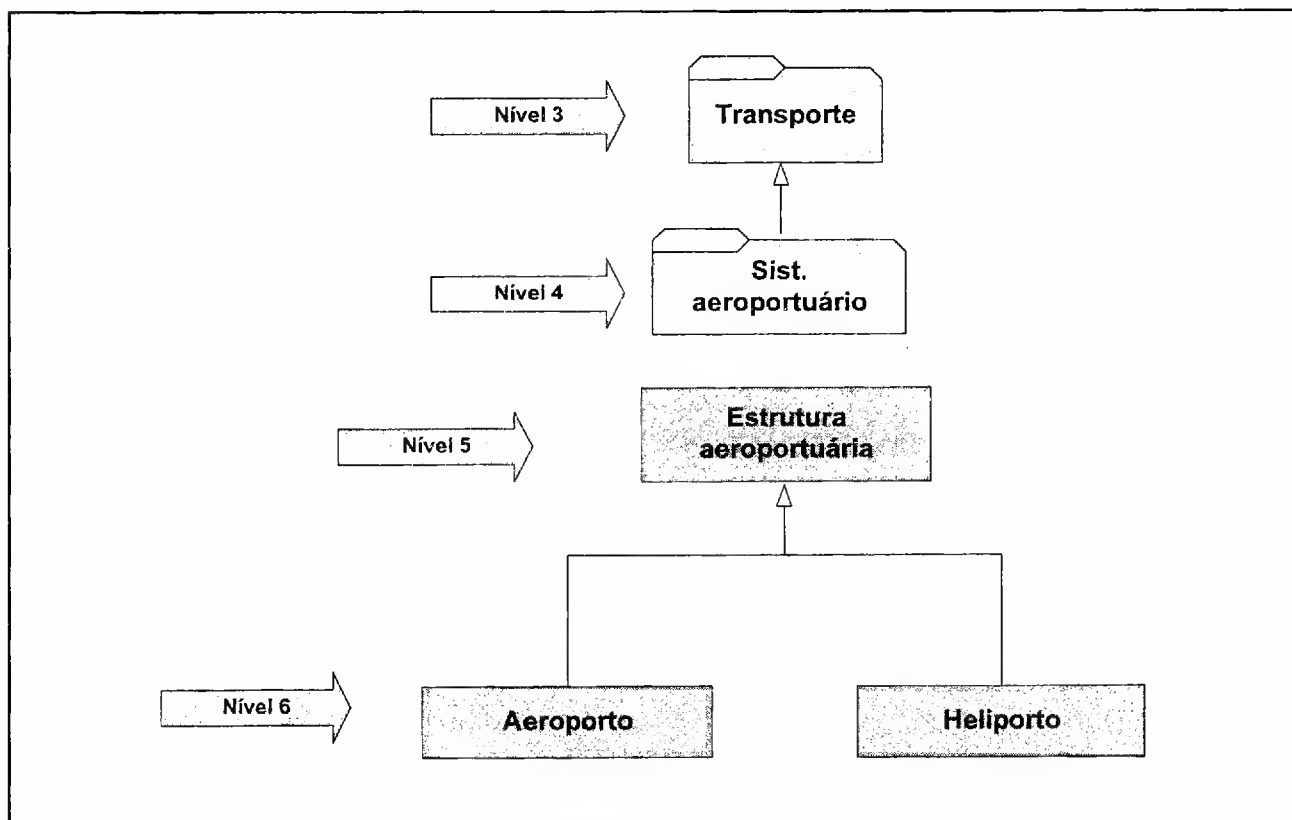 Nível 3
Transporte
Nível 4
Sist.
aeroportuário
Nível 5
Estrutura
aeroportuária
Nível 6
Aeroporto
Heliporto